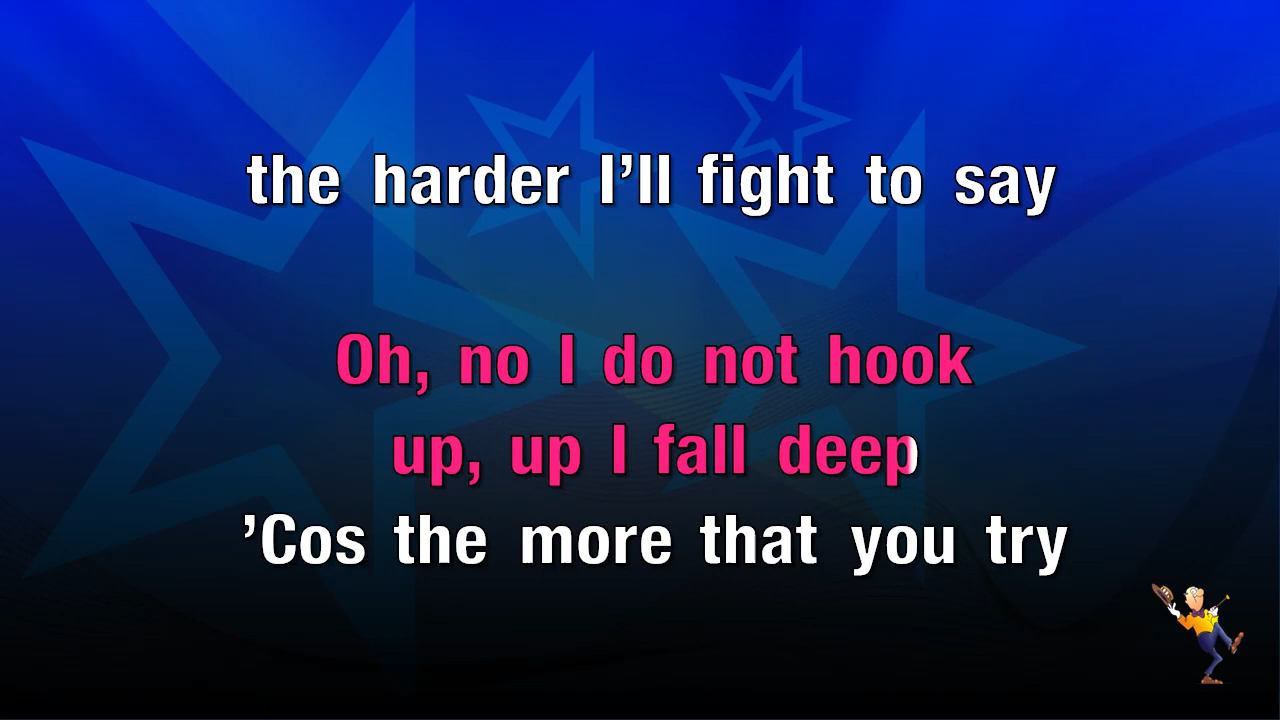 the harder I’ll fight to say
Oh, no I do not hook
up, up I fall deep
’Cos the more that you try